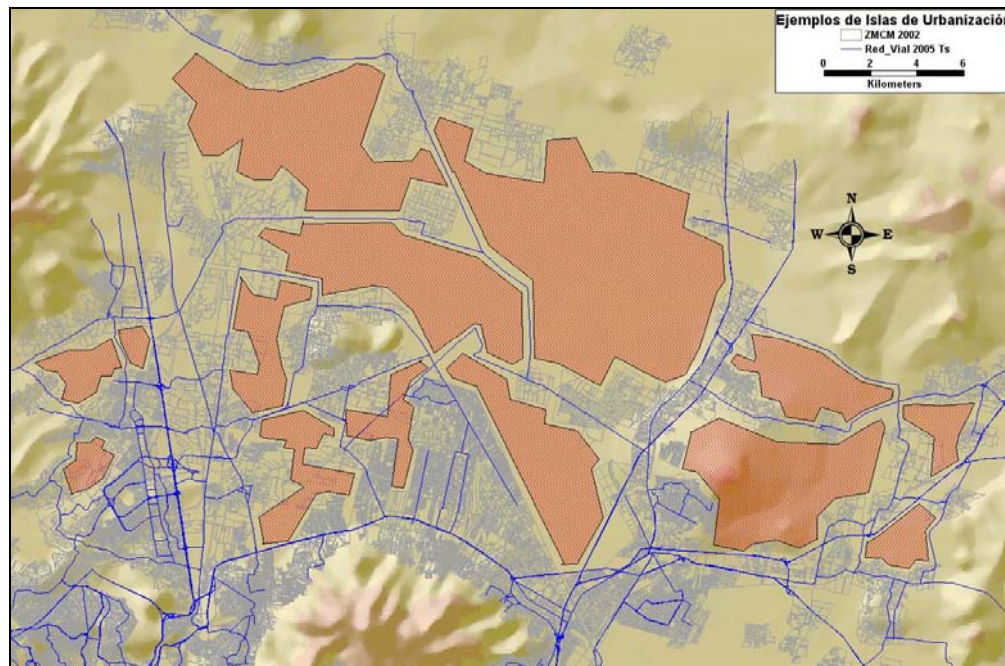 Ejemplos de Islas de Urbanización
ZMCM 2002
Red_Vial 2005 Ts
0 2 4 6
Kilometers
N
W E
S